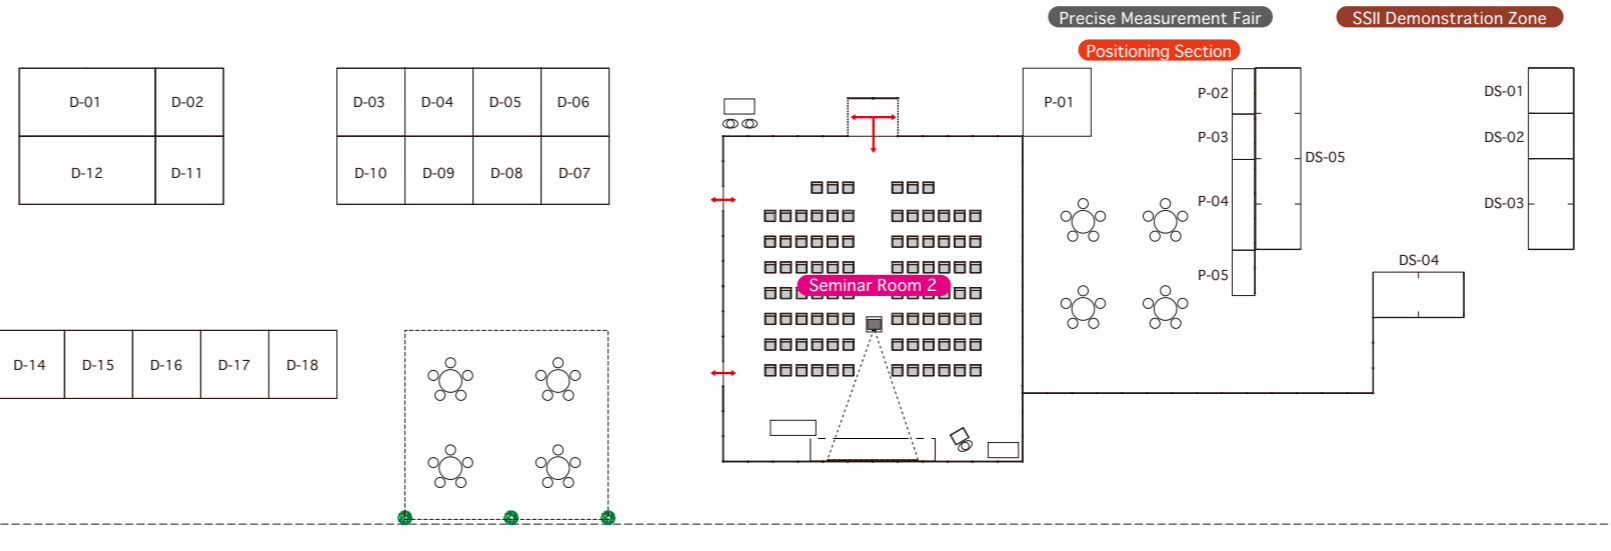 Precise Measurement Fair
SSII Demonstration Zone
Positioning Section
D-01
D-02
D-03
D-04
D-05
D-06
P-01
P-02
DS-01
P-03
DS-02
DS-05
D-12
D-11
D-10
D-09
D-08
D-07
P-04
DS-03
DS-04
P-05
Seminar Room 2
D-14
D-15
D-16
D-17
D-18